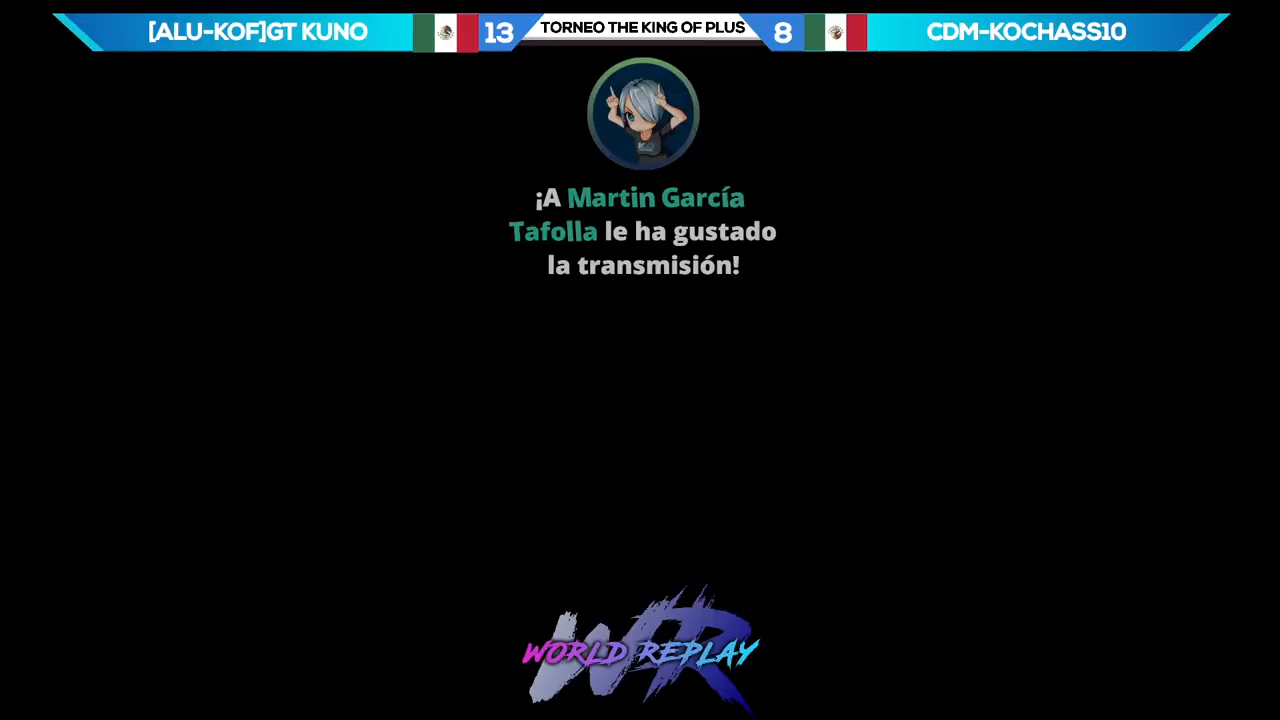 [ALU-KOF]GT KUNO 13 TORNEO THE KING OF PLUS 8 CDM-KOCHASS10
¡A Martin García
Tafolla le ha gustado
la transmisión!
WR
WORLD REPLAY